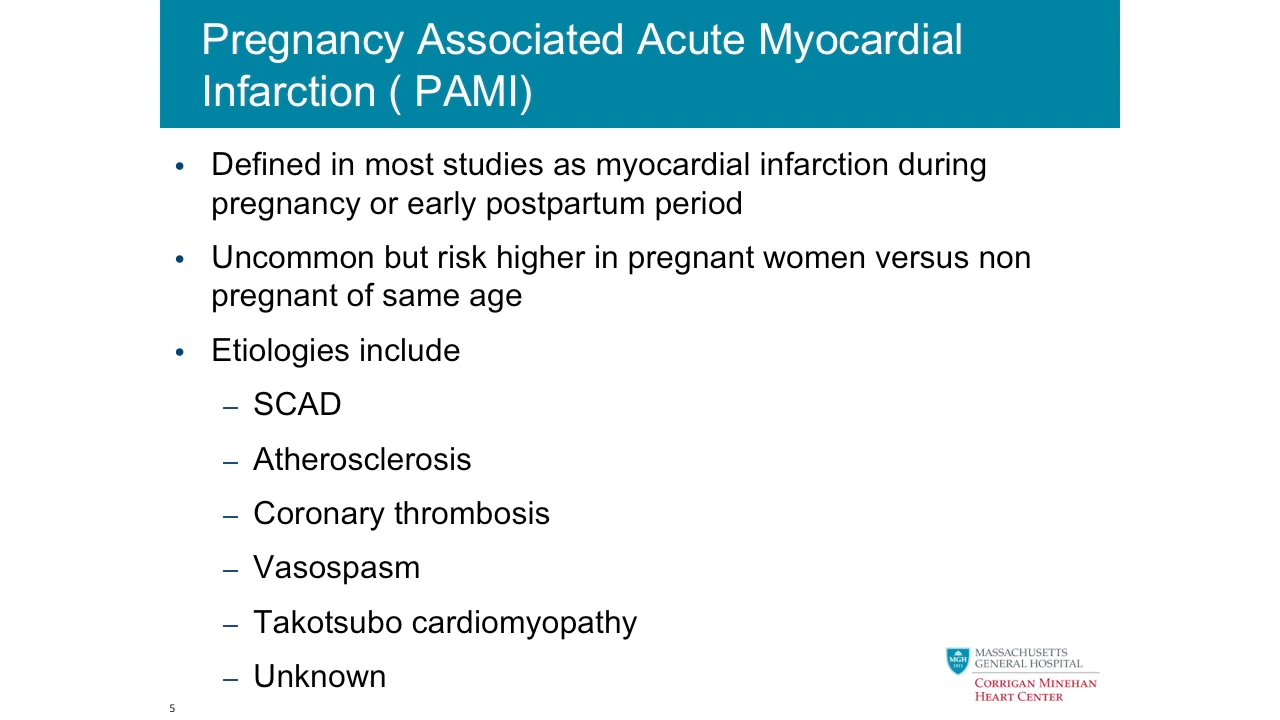 Pregnancy Associated Acute Myocardial
Infarction ( PAMI)
• Defined in most studies as myocardial infarction during
pregnancy or early postpartum period
• Uncommon but risk higher in pregnant women versus non
pregnant of same age
• Etiologies include
– SCAD
– Atherosclerosis
– Coronary thrombosis
– Vasospasm
– Takotsubo cardiomyopathy
– Unknown
MGH
1811
MASSACHUSETTS
GENERAL HOSPITAL
CORRIGAN MINEHAN
HEART CENTER
5